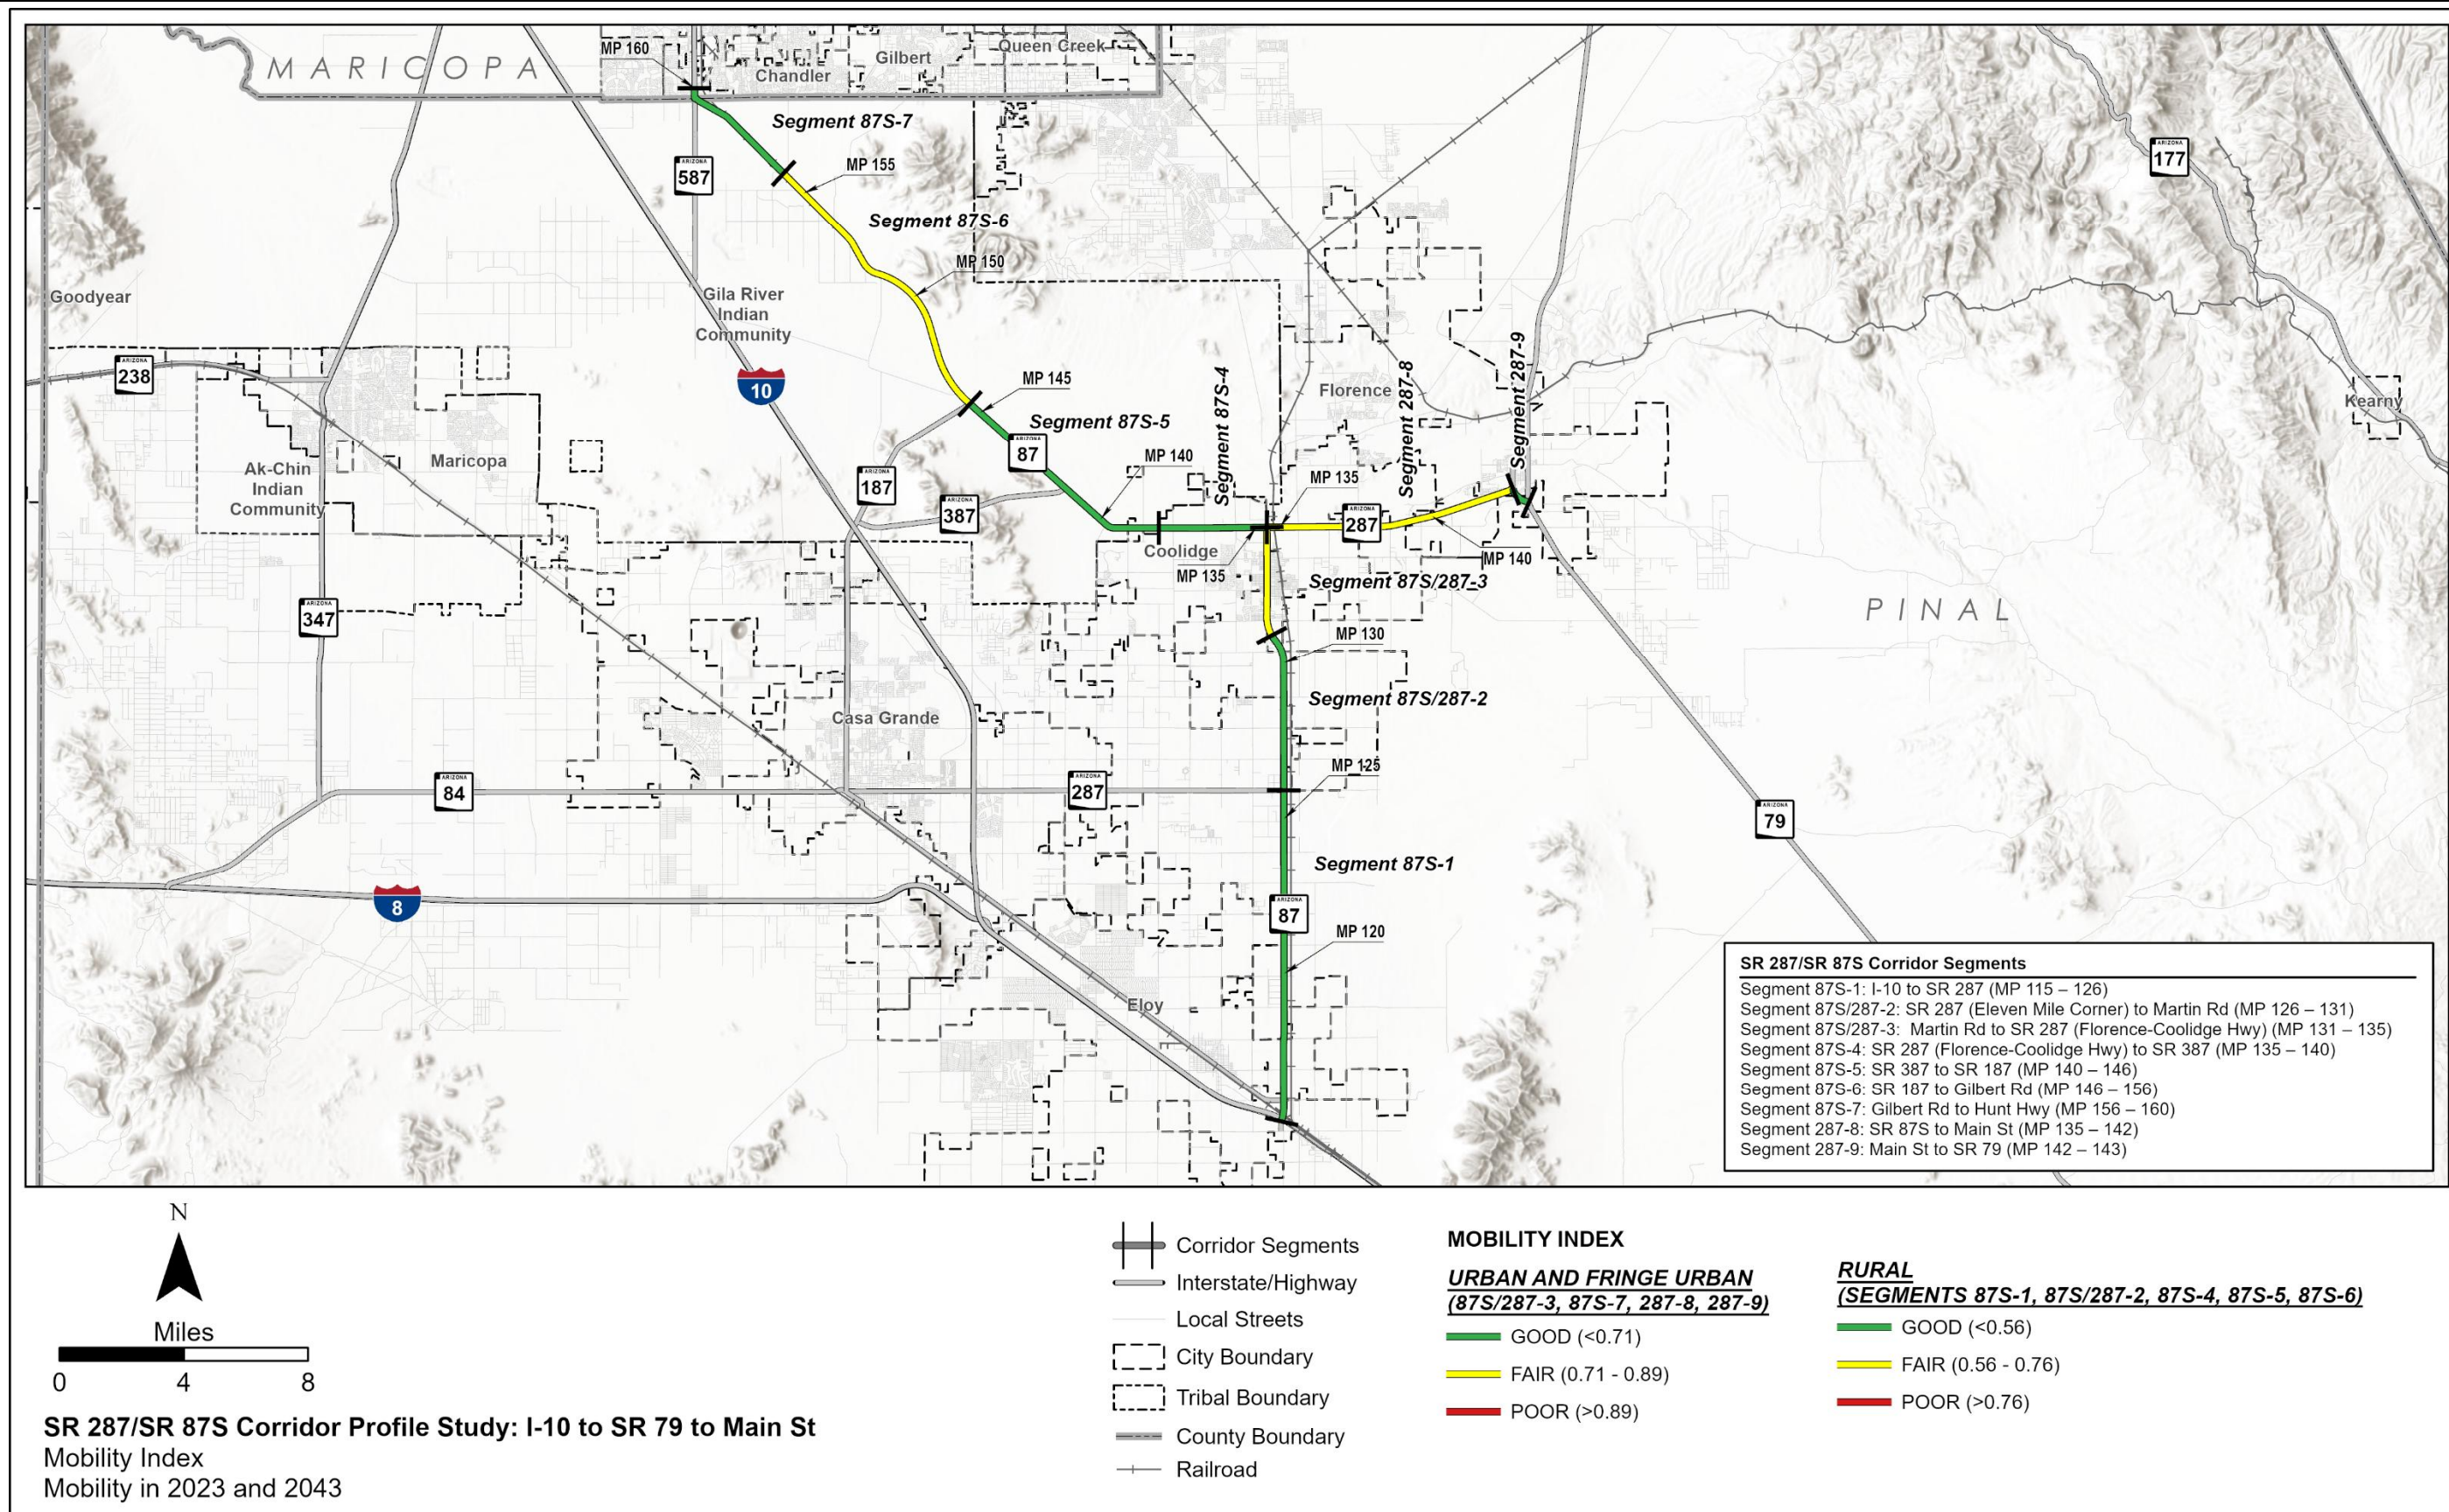 MARICOPA
MP 160
Chandler
Gilbert
Queen Creek
Segment 87S-7
ARIZONA
587
MP 155
ARIZONA
177
Segment 87S-6
MP 150
Goodyear
Gila River
Indian
Community
ARIZONA
238
10
MP 145
Segment 87S-5
Segment 87S-4
Florence
Segment 287-8
Segment 287-9
Kearny
Ak-Chin
Indian
Community
Maricopa
ARIZONA
187
ARIZONA
87
MP 140
ARIZONA
387
MP 135
ARIZONA
287
MP 140
Coolidge
MP 135
Segment 87S/287-3
PINAL
ARIZONA
347
MP 130
Segment 87S/287-2
Casa Grande
MP 125
ARIZONA
84
ARIZONA
287
ARIZONA
79
Segment 87S-1
8
ARIZONA
87
MP 120
Eloy
SR 287/SR 87S Corridor Segments
Segment 87S-1: I-10 to SR 287 (MP 115 – 126)
Segment 87S/287-2: SR 287 (Eleven Mile Corner) to Martin Rd (MP 126 – 131)
Segment 87S/287-3: Martin Rd to SR 287 (Florence-Coolidge Hwy) (MP 131 – 135)
Segment 87S-4: SR 287 (Florence-Coolidge Hwy) to SR 387 (MP 135 – 140)
Segment 87S-5: SR 387 to SR 187 (MP 140 – 146)
Segment 87S-6: SR 187 to Gilbert Rd (MP 146 – 156)
Segment 87S-7: Gilbert Rd to Hunt Hwy (MP 156 – 160)
Segment 287-8: SR 87S to Main St (MP 135 – 142)
Segment 287-9: Main St to SR 79 (MP 142 – 143)
N
Miles
0 4 8
SR 287/SR 87S Corridor Profile Study: I-10 to SR 79 to Main St
Mobility Index
Mobility in 2023 and 2043
Corridor Segments
Interstate/Highway
Local Streets
City Boundary
Tribal Boundary
County Boundary
Railroad
MOBILITY INDEX
URBAN AND FRINGE URBAN
(87S/287-3, 87S-7, 287-8, 287-9)
GOOD (<0.71)
FAIR (0.71 - 0.89)
POOR (>0.89)
RURAL
(SEGMENTS 87S-1, 87S/287-2, 87S-4, 87S-5, 87S-6)
GOOD (<0.56)
FAIR (0.56 - 0.76)
POOR (>0.76)